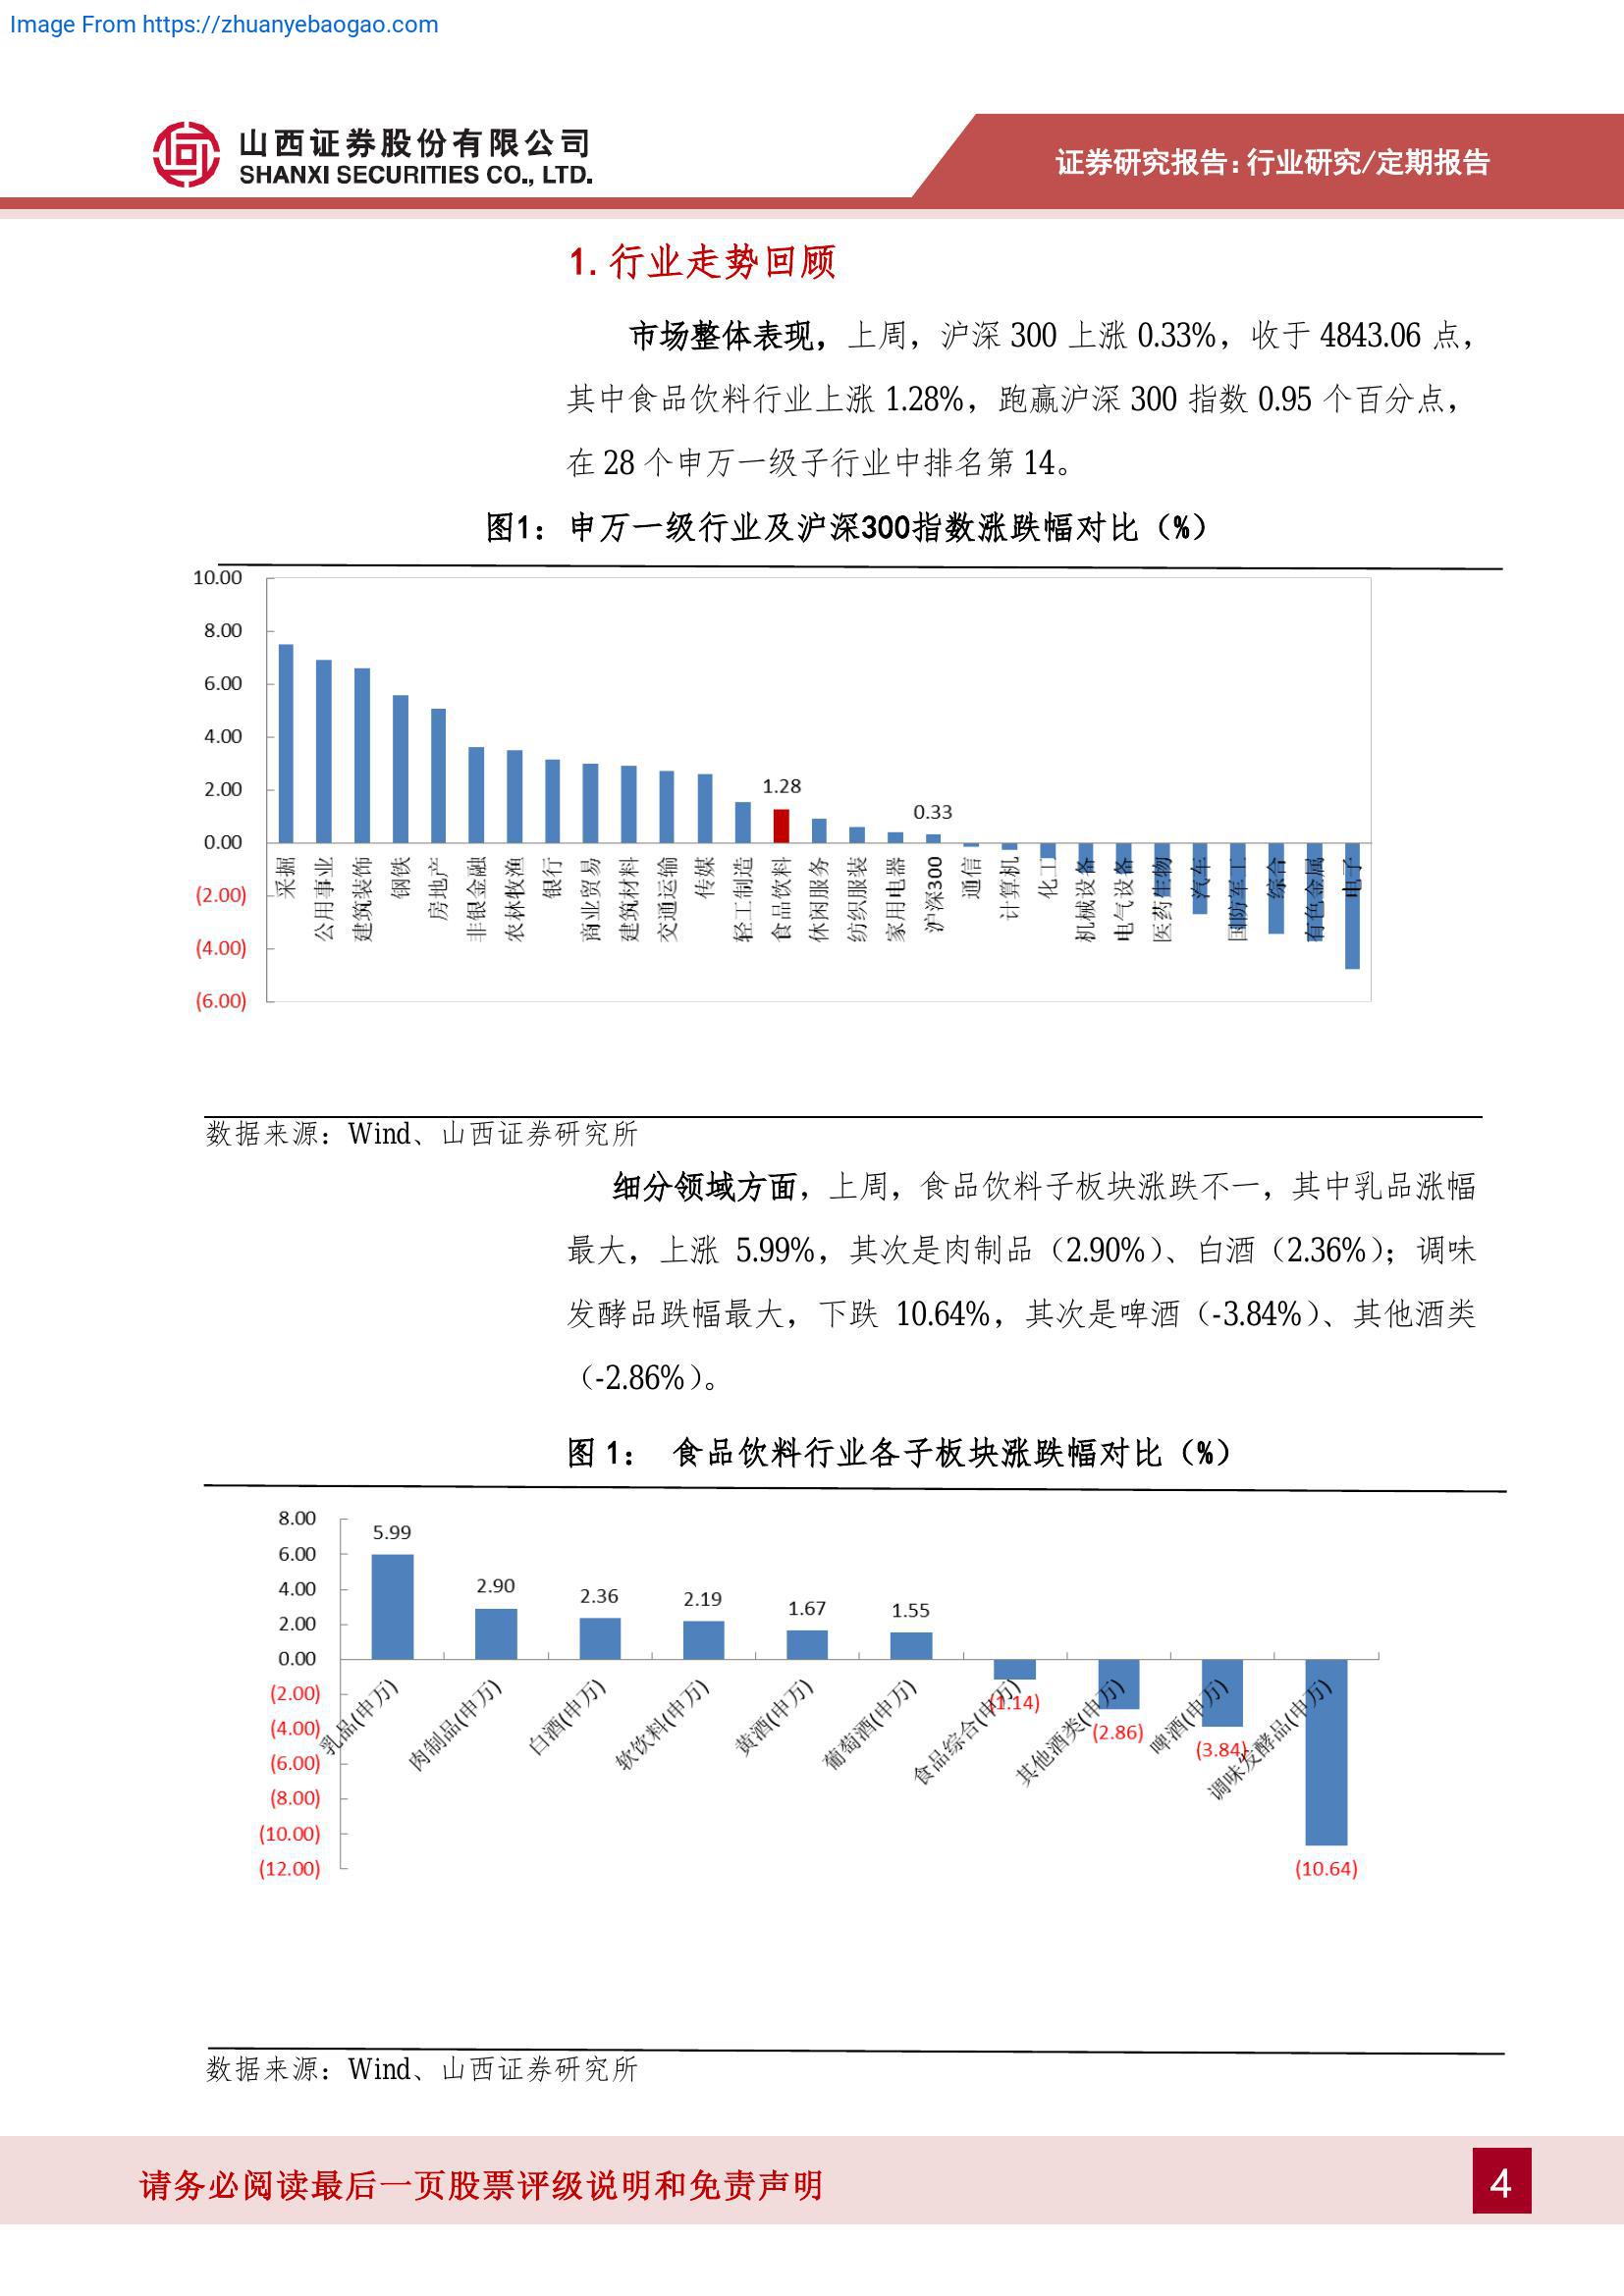 Image From https://zhuanyebaogao.com
山西证券股份有限公司
SHANXI SECURITIES CO., LTD.
证券研究报告：行业研究/定期报告
1. 行业走势回顾
市场整体表现，上周，沪深 300 上涨 0.33%，收于 4843.06 点，
其中食品饮料行业上涨 1.28%，跑赢沪深 300 指数 0.95 个百分点，
在 28 个申万一级子行业中排名第 14。
图1：申万一级行业及沪深300指数涨跌幅对比（%）
10.00
8.00
6.00
4.00
2.00
0.00
(2.00)
(4.00)
(6.00)
1.28
0.33
采掘
公用事业
建筑装饰
钢铁
房地产
非银金融
农林牧渔
银行
商业贸易
建筑材料
交通运输
传媒
轻工制造
食品饮料
休闲服务
纺织服装
家用电器
沪深300
通信
计算机
化工
机械设备
电气设备
医药生物
汽车
国防军工
综合
有色金属
电子
数据来源：Wind、山西证券研究所
细分领域方面，上周，食品饮料子板块涨跌不一，其中乳品涨幅
最大，上涨 5.99%，其次是肉制品（2.90%）、白酒（2.36%）；调味
发酵品跌幅最大，下跌 10.64%，其次是啤酒（-3.84%）、其他酒类
（-2.86%）。
图 1： 食品饮料行业各子板块涨跌幅对比（%）
8.00
6.00
4.00
2.00
0.00
(2.00)
(4.00)
(6.00)
(8.00)
(10.00)
(12.00)
5.99
2.90
2.36
2.19
1.67
1.55
(1.14)
(2.86)
(3.84)
(10.64)
乳品(申万)
肉制品(申万)
白酒(申万)
软饮料(申万)
黄酒(申万)
葡萄酒(申万)
食品综合(申万)
其他酒类(申万)
啤酒(申万)
调味发酵品(申万)
数据来源：Wind、山西证券研究所
请务必阅读最后一页股票评级说明和免责声明
4